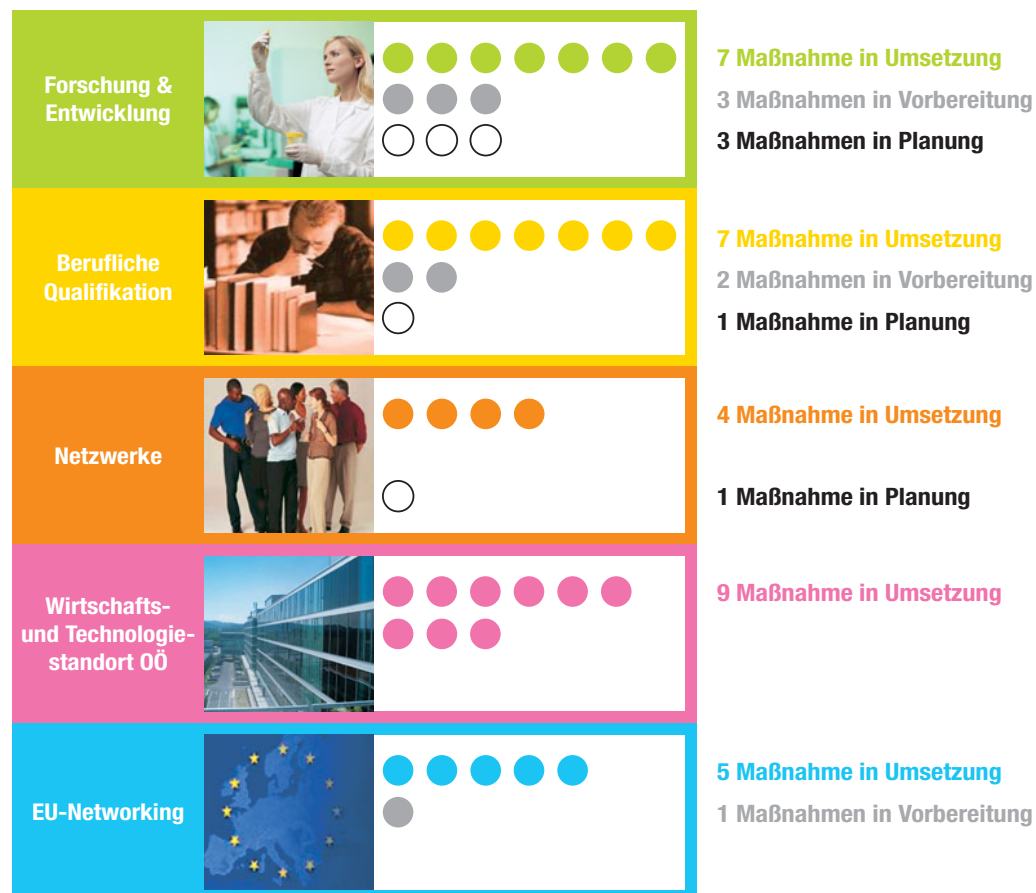 Forschung &
Entwicklung
7 Maßnahme in Umsetzung
3 Maßnahmen in Vorbereitung
3 Maßnahmen in Planung
Berufliche
Qualifikation
7 Maßnahme in Umsetzung
2 Maßnahmen in Vorbereitung
1 Maßnahme in Planung
Netzwerke
4 Maßnahme in Umsetzung
1 Maßnahme in Planung
Wirtschafts-
und Technologie-
standort OÖ
9 Maßnahme in Umsetzung
EU-Networking
5 Maßnahme in Umsetzung
1 Maßnahmen in Vorbereitung